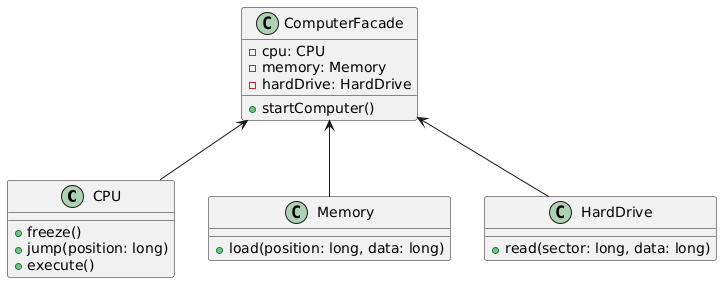 C ComputerFacade
cpu: CPU
memory: Memory
hardDrive: HardDrive
startComputer()
C CPU
freeze()
jump(position: long)
execute()
C Memory
load(position: long, data: long)
C HardDrive
read(sector: long, data: long)